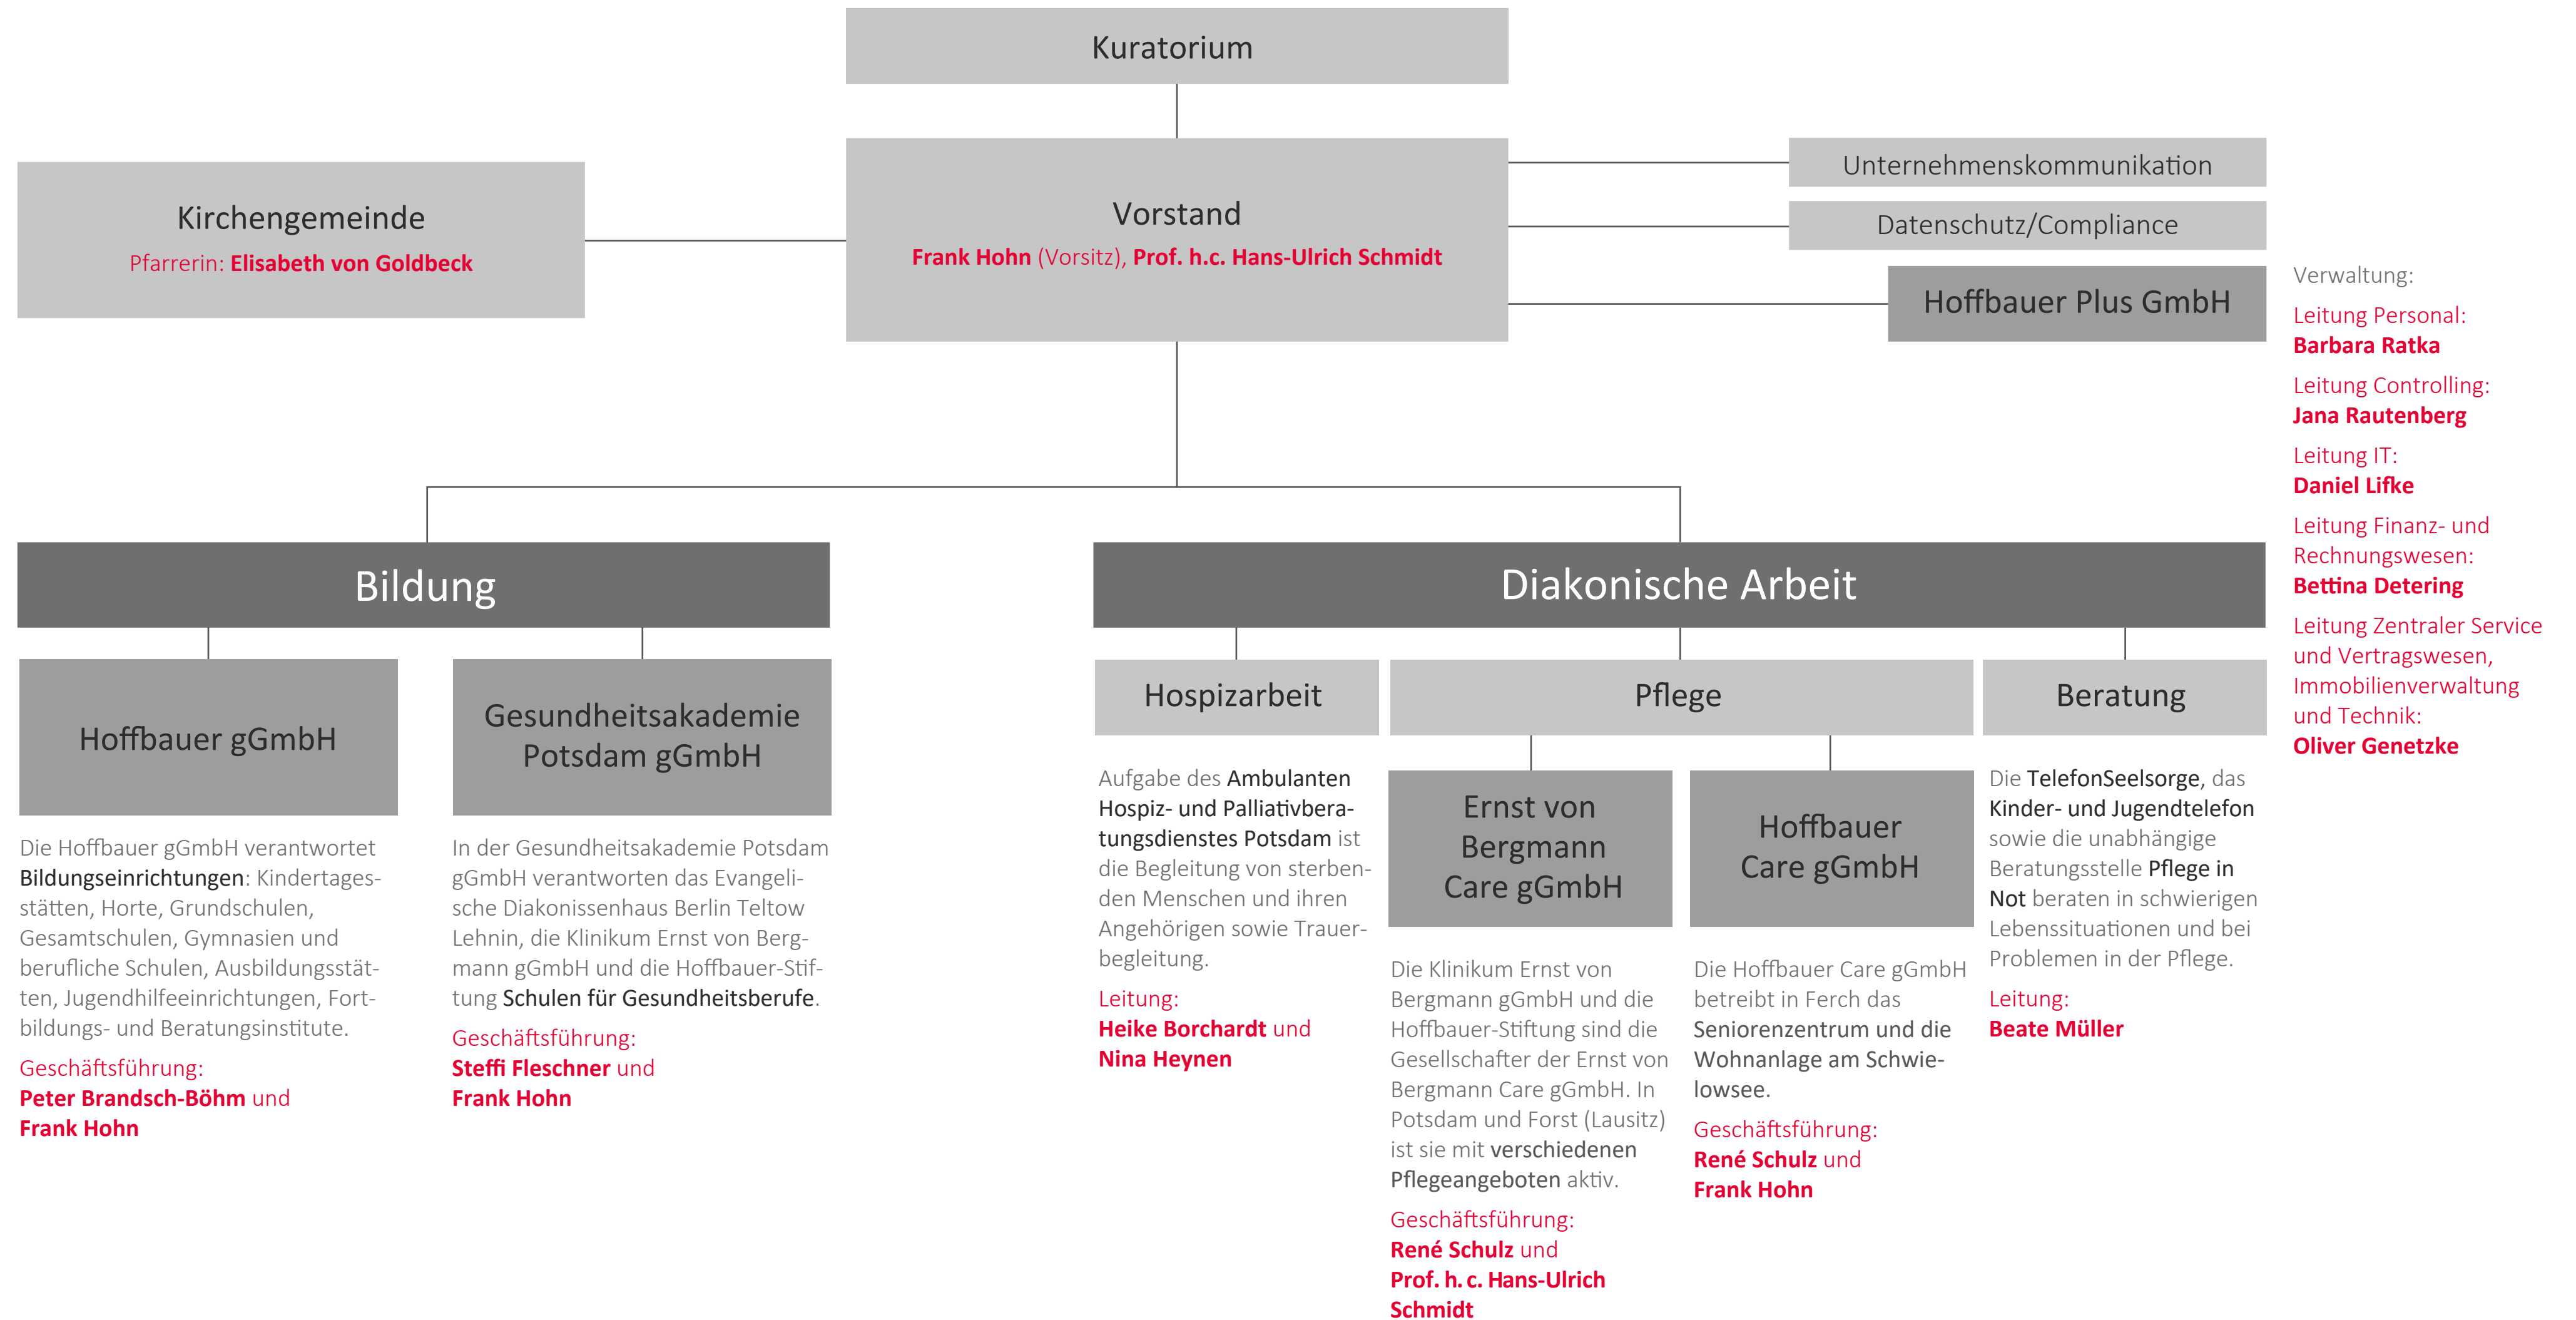 Kuratorium
Kirchengemeinde
Pfarrerin: Elisabeth von Goldbeck
Vorstand
Frank Hohn (Vorsitz), Prof. h.c. Hans-Ulrich Schmidt
Unternehmenskommunikation
Datenschutz/Compliance
Hoffbauer Plus GmbH
Verwaltung:
Leitung Personal:
Barbara Ratka
Leitung Controlling:
Jana Rautenberg
Leitung IT:
Daniel Lifke
Leitung Finanz- und
Rechnungswesen:
Bettina Detering
Leitung Zentraler Service
und Vertragswesen,
Immobilienverwaltung
und Technik:
Oliver Genetzke
Bildung
Hoffbauer gGmbH
Die Hoffbauer gGmbH verantwortet
Bildungseinrichtungen: Kindertages-
stätten, Horte, Grundschulen,
Gesamtschulen, Gymnasien und
berufliche Schulen, Ausbildungsstät-
ten, Jugendhilfeeinrichtungen, Fort-
bildungs- und Beratungsinstitute.
Geschäftsführung:
Peter Brandsch-Böhm und
Frank Hohn
Gesundheitsakademie
Potsdam gGmbH
In der Gesundheitsakademie Potsdam
gGmbH verantworten das Evangeli-
sche Diakonissenhaus Berlin Teltow
Lehnin, die Klinikum Ernst von Berg-
mann gGmbH und die Hoffbauer-Stif-
tung Schulen für Gesundheitsberufe.
Geschäftsführung:
Steffi Fleschner und
Frank Hohn
Diakonische Arbeit
Hospizarbeit
Aufgabe des Ambulanten
Hospiz- und Palliativbera-
tungsdienstes Potsdam ist
die Begleitung von sterben-
den Menschen und ihren
Angehörigen sowie Trauer-
begleitung.
Leitung:
Heike Borchardt und
Nina Heynen
Pflege
Ernst von
Bergmann
Care gGmbH
Die Klinikum Ernst von
Bergmann gGmbH und die
Hoffbauer-Stiftung sind die
Gesellschafter der Ernst von
Bergmann Care gGmbH. In
Potsdam und Forst (Lausitz)
ist sie mit verschiedenen
Pflegeangeboten aktiv.
Geschäftsführung:
René Schulz und
Prof. h. c. Hans-Ulrich
Schmidt
Hoffbauer
Care gGmbH
Die Hoffbauer Care gGmbH
betreibt in Ferch das
Seniorenzentrum und die
Wohnanlage am Schwie-
lowsee.
Geschäftsführung:
René Schulz und
Frank Hohn
Beratung
Die TelefonSeelsorge, das
Kinder- und Jugendtelefon
sowie die unabhängige
Beratungsstelle Pflege in
Not beraten in schwierigen
Lebenssituationen und bei
Problemen in der Pflege.
Leitung:
Beate Müller